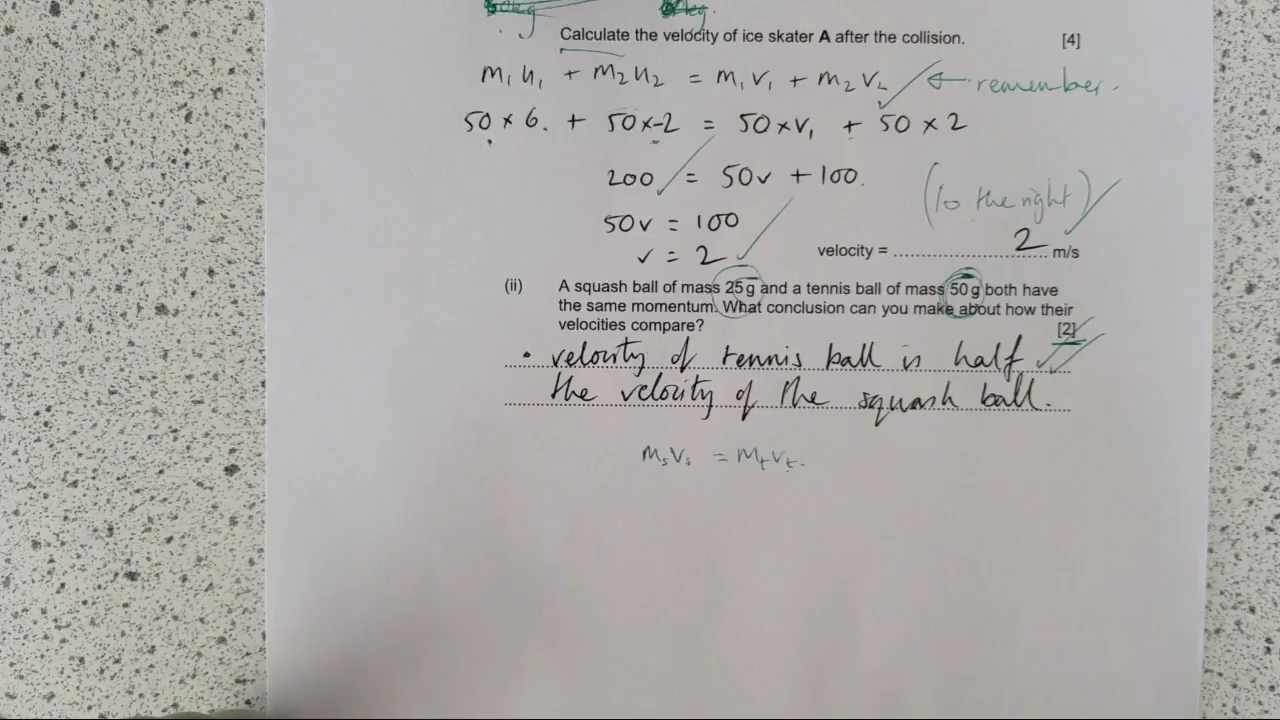 Calculate the velocity of ice skater A after the collision. [4]
m₁u₁ + m₂u₂ = m₁v₁ + m₂v₂ ← remember.
50 × 6. + 50×-2 = 50×v₁ + 50 × 2
200 = 50v + 100.
(to the right)
50v = 100
v = 2
velocity = 2 m/s
(ii) A squash ball of mass 25 g and a tennis ball of mass 50 g both have
the same momentum. What conclusion can you make about how their
velocities compare? [2]
• velocity of tennis ball is half
the velocity of the squash ball.
mₛvₛ = mₜvₜ.